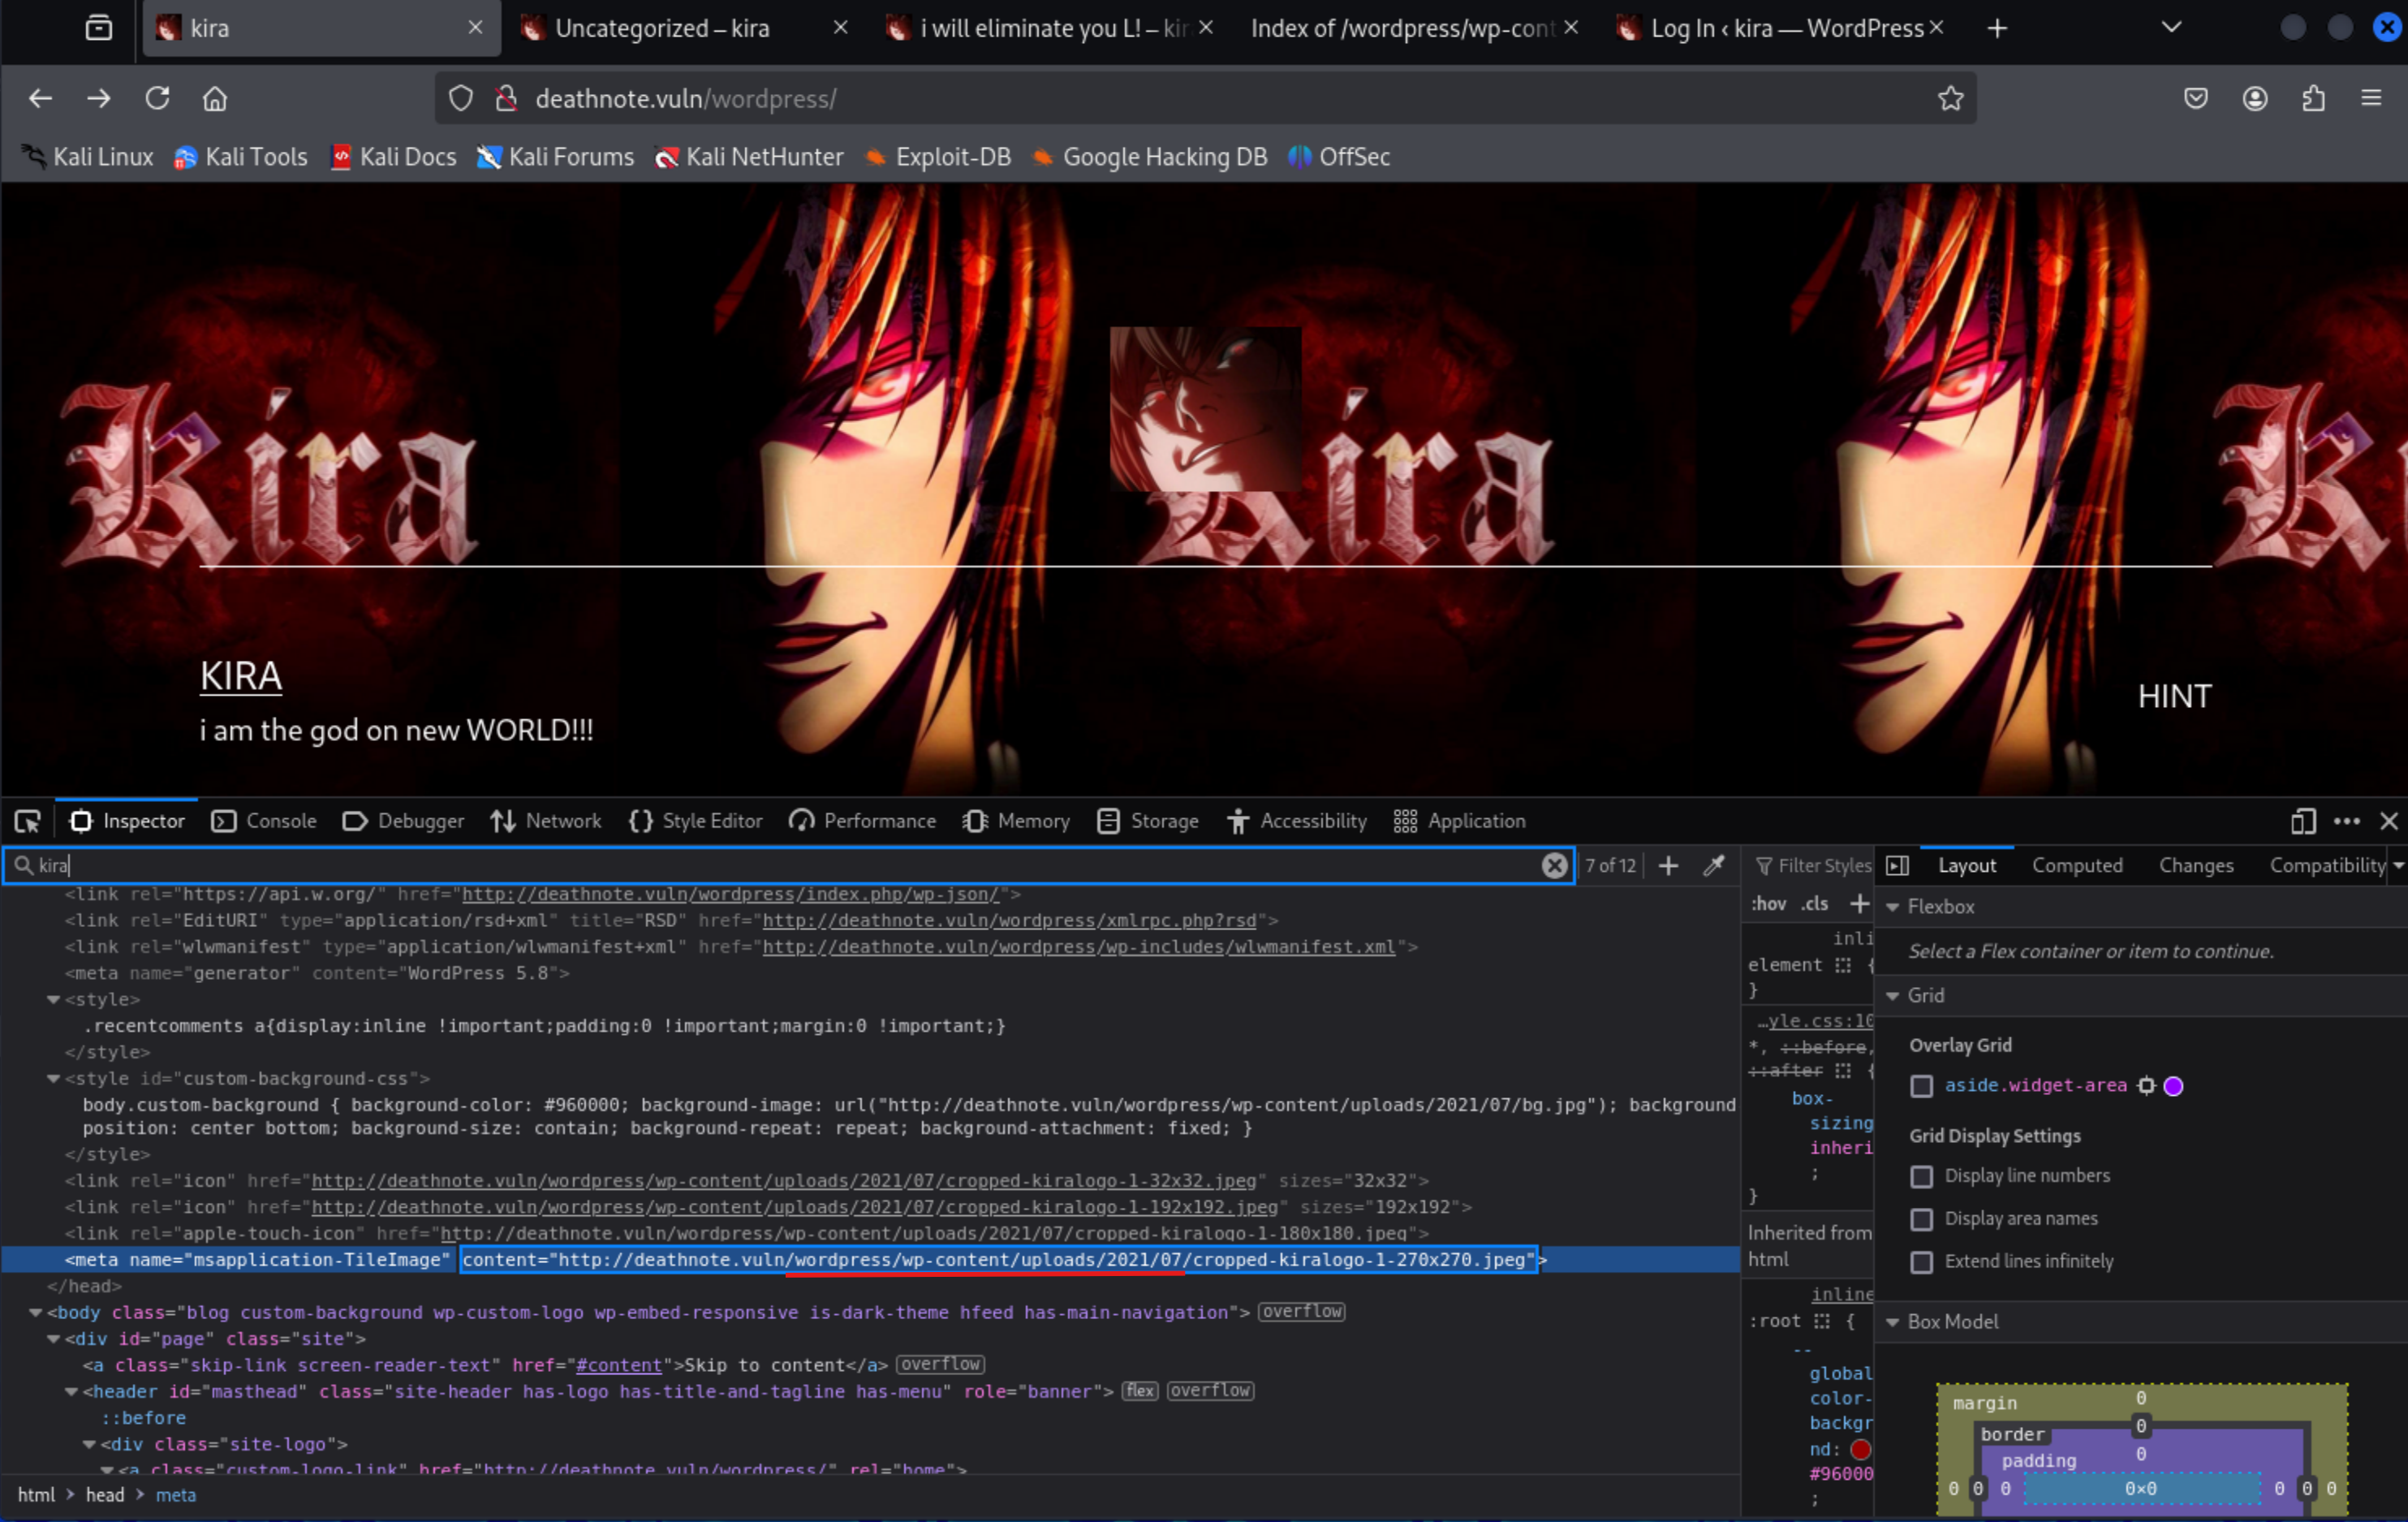 kira
Uncategorized – kira
i will eliminate you L! – kir
Index of /wordpress/wp-cont
Log In ‹ kira — WordPress
deathnote.vuln/wordpress/
Kali Linux
Kali Tools
Kali Docs
Kali Forums
Kali NetHunter
Exploit-DB
Google Hacking DB
OffSec
Kira
Kira
K
KIRA
HINT
i am the god on new WORLD!!!
Inspector
Console
Debugger
Network
Style Editor
Performance
Memory
Storage
Accessibility
Application
kira
7 of 12
<link rel="https://api.w.org/" href="http://deathnote.vuln/wordpress/index.php/wp-json/">
<link rel="EditURI" type="application/rsd+xml" title="RSD" href="http://deathnote.vuln/wordpress/xmlrpc.php?rsd">
<link rel="wlwmanifest" type="application/wlwmanifest+xml" href="http://deathnote.vuln/wordpress/wp-includes/wlwmanifest.xml">
<meta name="generator" content="WordPress 5.8">
<style>
.recentcomments a{display:inline !important;padding:0 !important;margin:0 !important;}
</style>
<style id="custom-background-css">
body.custom-background { background-color: #960000; background-image: url("http://deathnote.vuln/wordpress/wp-content/uploads/2021/07/bg.jpg"); background
position: center bottom; background-size: contain; background-repeat: repeat; background-attachment: fixed; }
</style>
<link rel="icon" href="http://deathnote.vuln/wordpress/wp-content/uploads/2021/07/cropped-kiralogo-1-32x32.jpeg" sizes="32x32">
<link rel="icon" href="http://deathnote.vuln/wordpress/wp-content/uploads/2021/07/cropped-kiralogo-1-192x192.jpeg" sizes="192x192">
<link rel="apple-touch-icon" href="http://deathnote.vuln/wordpress/wp-content/uploads/2021/07/cropped-kiralogo-1-180x180.jpeg">
<meta name="msapplication-TileImage" content="http://deathnote.vuln/wordpress/wp-content/uploads/2021/07/cropped-kiralogo-1-270x270.jpeg">
</head>
<body class="blog custom-background wp-custom-logo wp-embed-responsive is-dark-theme hfeed has-main-navigation"> overflow
<div id="page" class="site">
<a class="skip-link screen-reader-text" href="#content">Skip to content</a> overflow
<header id="masthead" class="site-header has-logo has-title-and-tagline has-menu" role="banner"> flex overflow
::before
<div class="site-logo">
<a class="custom-logo-link" href="http://deathnote.vuln/wordpress/" rel="home">
html > head > meta
Filter Styles
:hov .cls
inli
element {
}
…yle.css:10
*, ::before,
::after {
box-
sizing
inheri
;
}
Inherited from
html
inline
:root {
--
global
color-
backgr
nd:
#96000
;
Layout
Computed
Changes
Compatibility
Flexbox
Select a Flex container or item to continue.
Grid
Overlay Grid
aside.widget-area
Grid Display Settings
Display line numbers
Display area names
Extend lines infinitely
Box Model
margin 0
border 0
padding 0
0 0 0 0×0 0 0 0